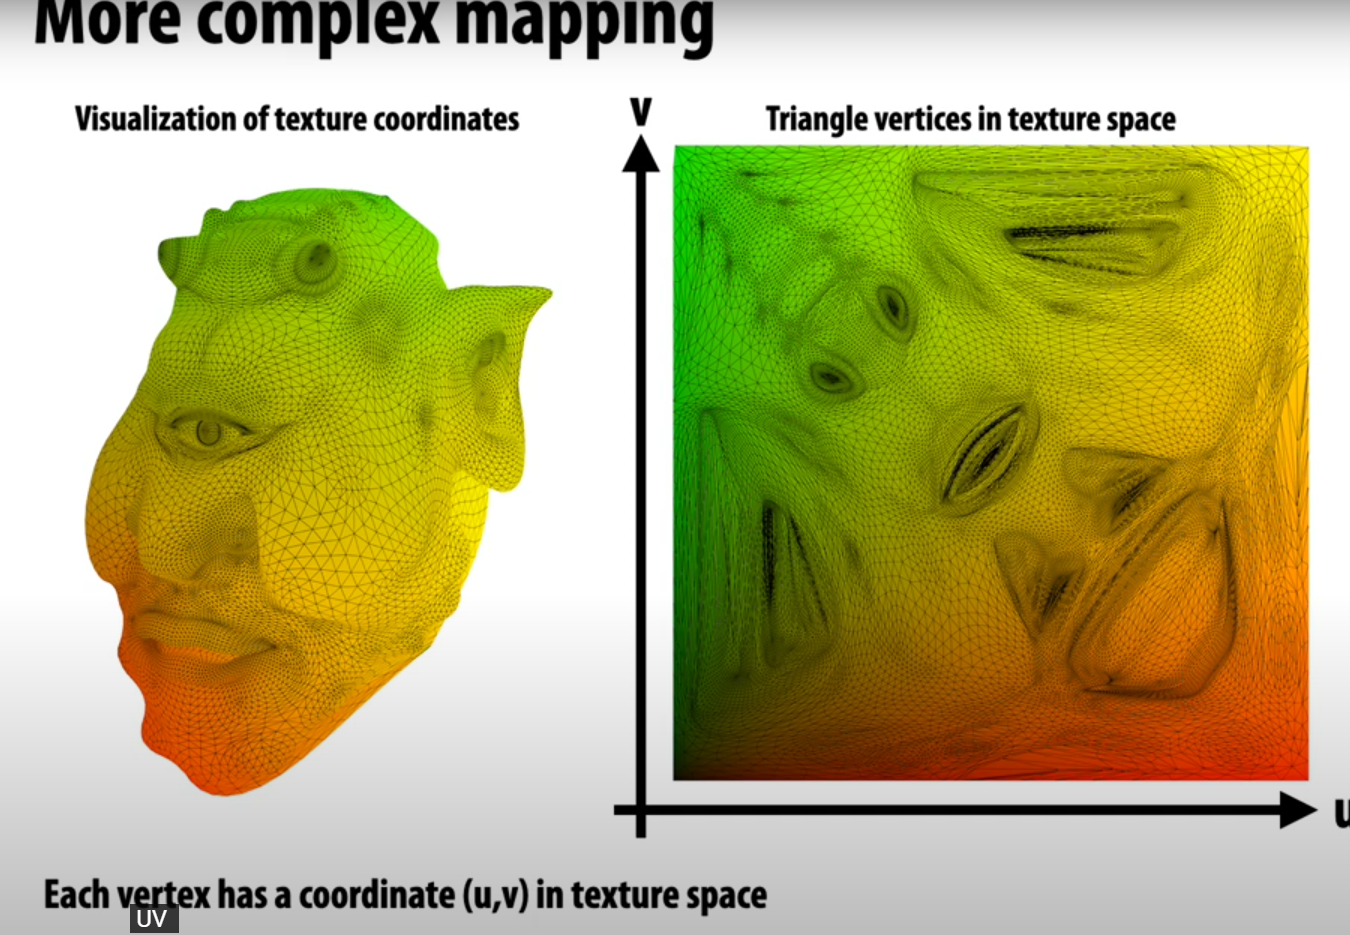 More complex mapping
Visualization of texture coordinates
v
Triangle vertices in texture space
u
Each vertex has a coordinate (u,v) in texture space
UV